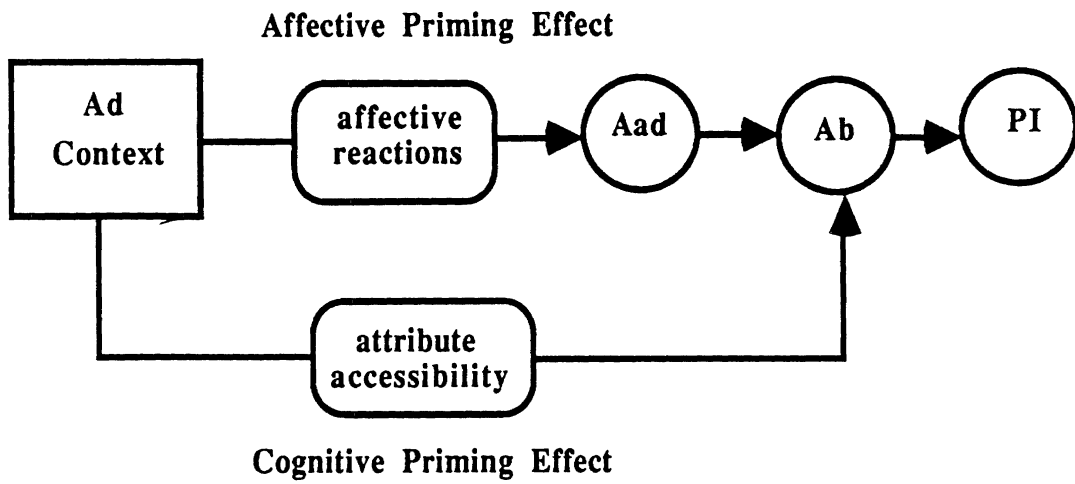 Affective Priming Effect
Ad
Context
affective
reactions
Aad
Ab
PI
attribute
accessibility
Cognitive Priming Effect